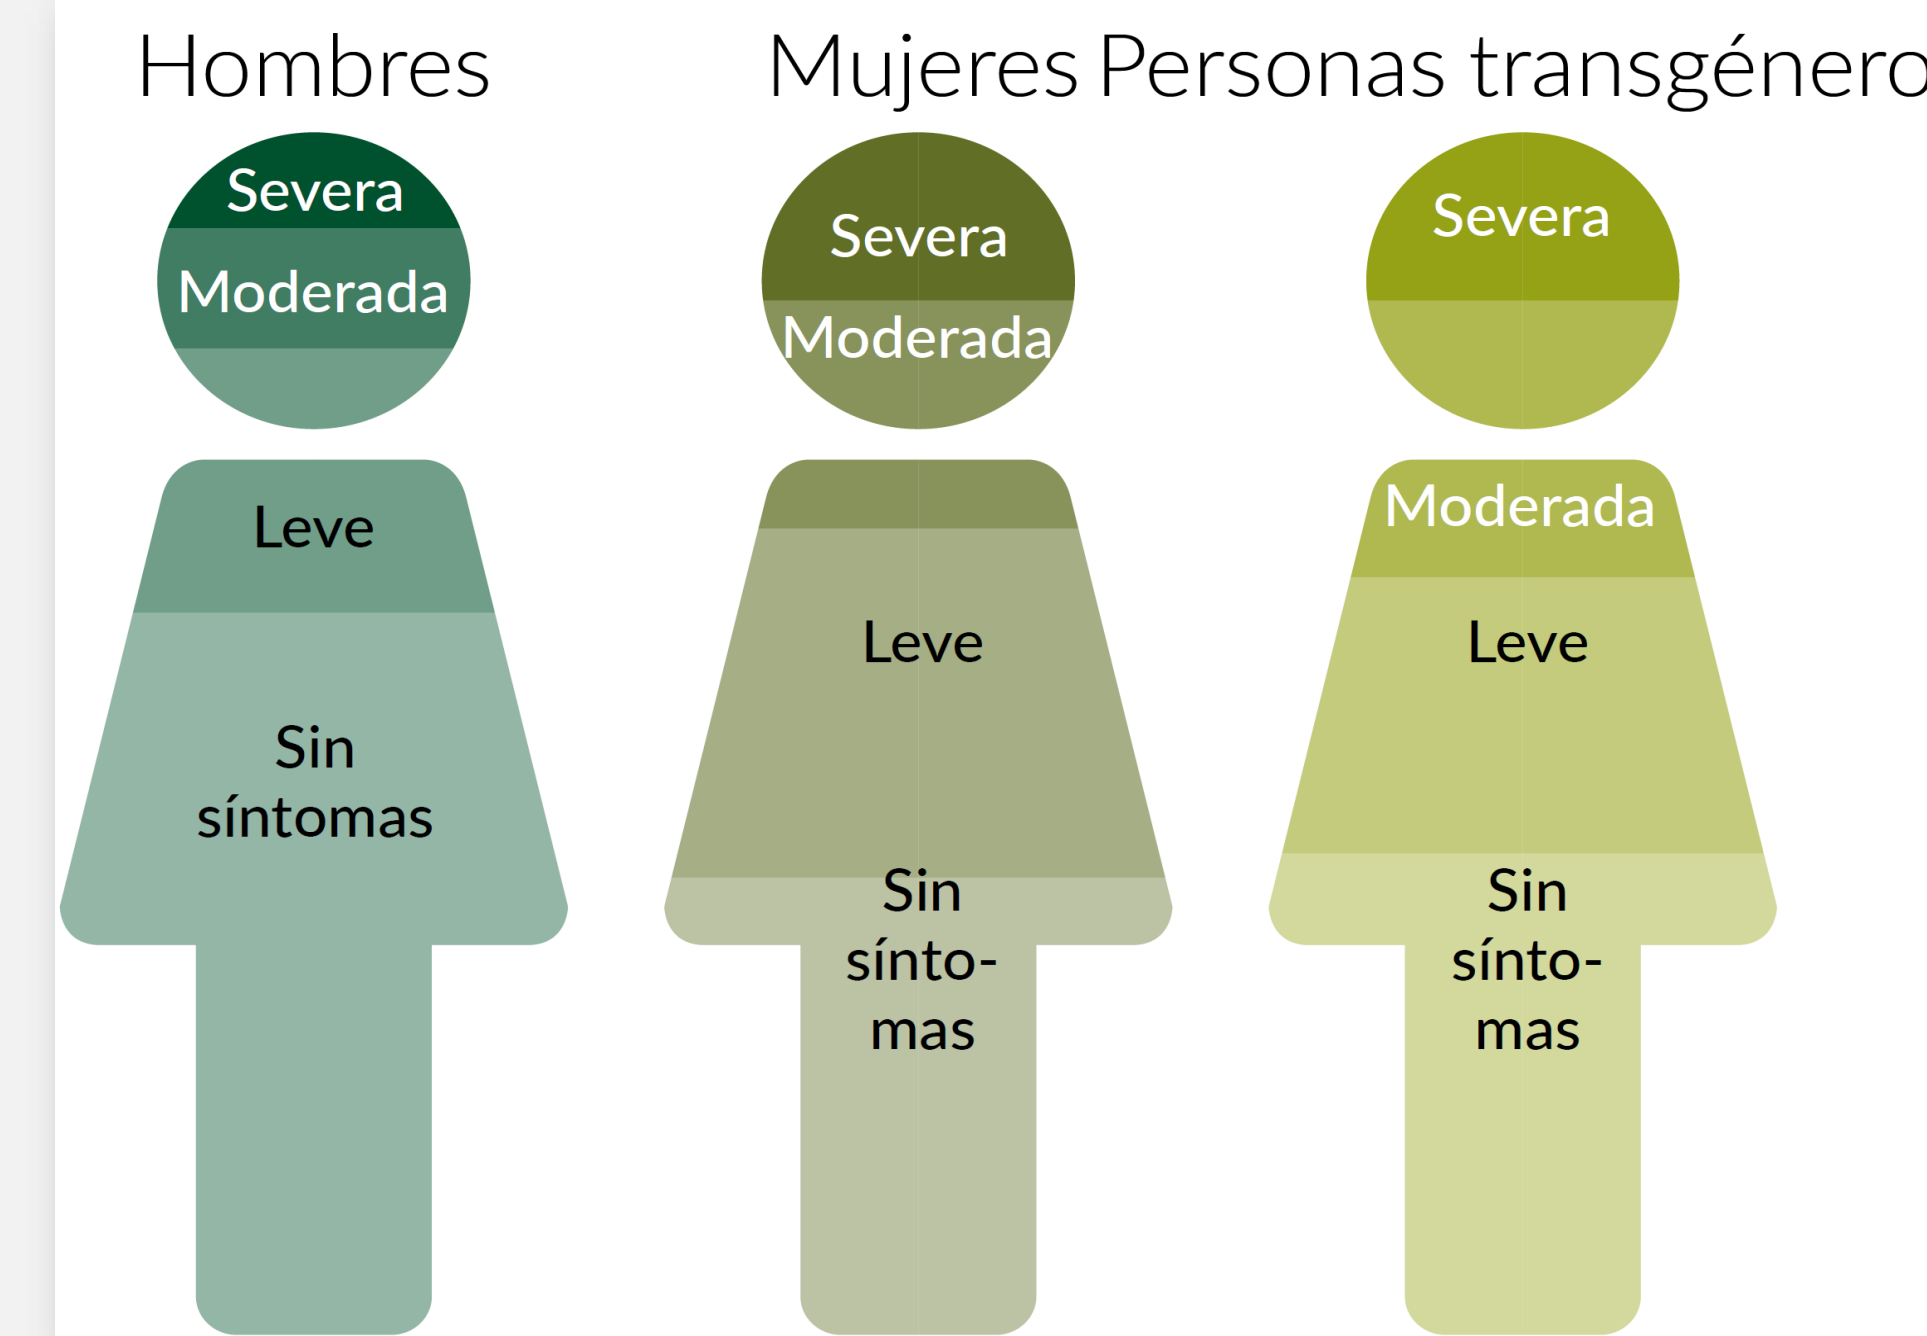 Hombres
Mujeres
Personas transgénero
Severa
Moderada
Leve
Sin
síntomas
Severa
Moderada
Leve
Sin
sínto-
mas
Severa
Moderada
Leve
Sin
sínto-
mas